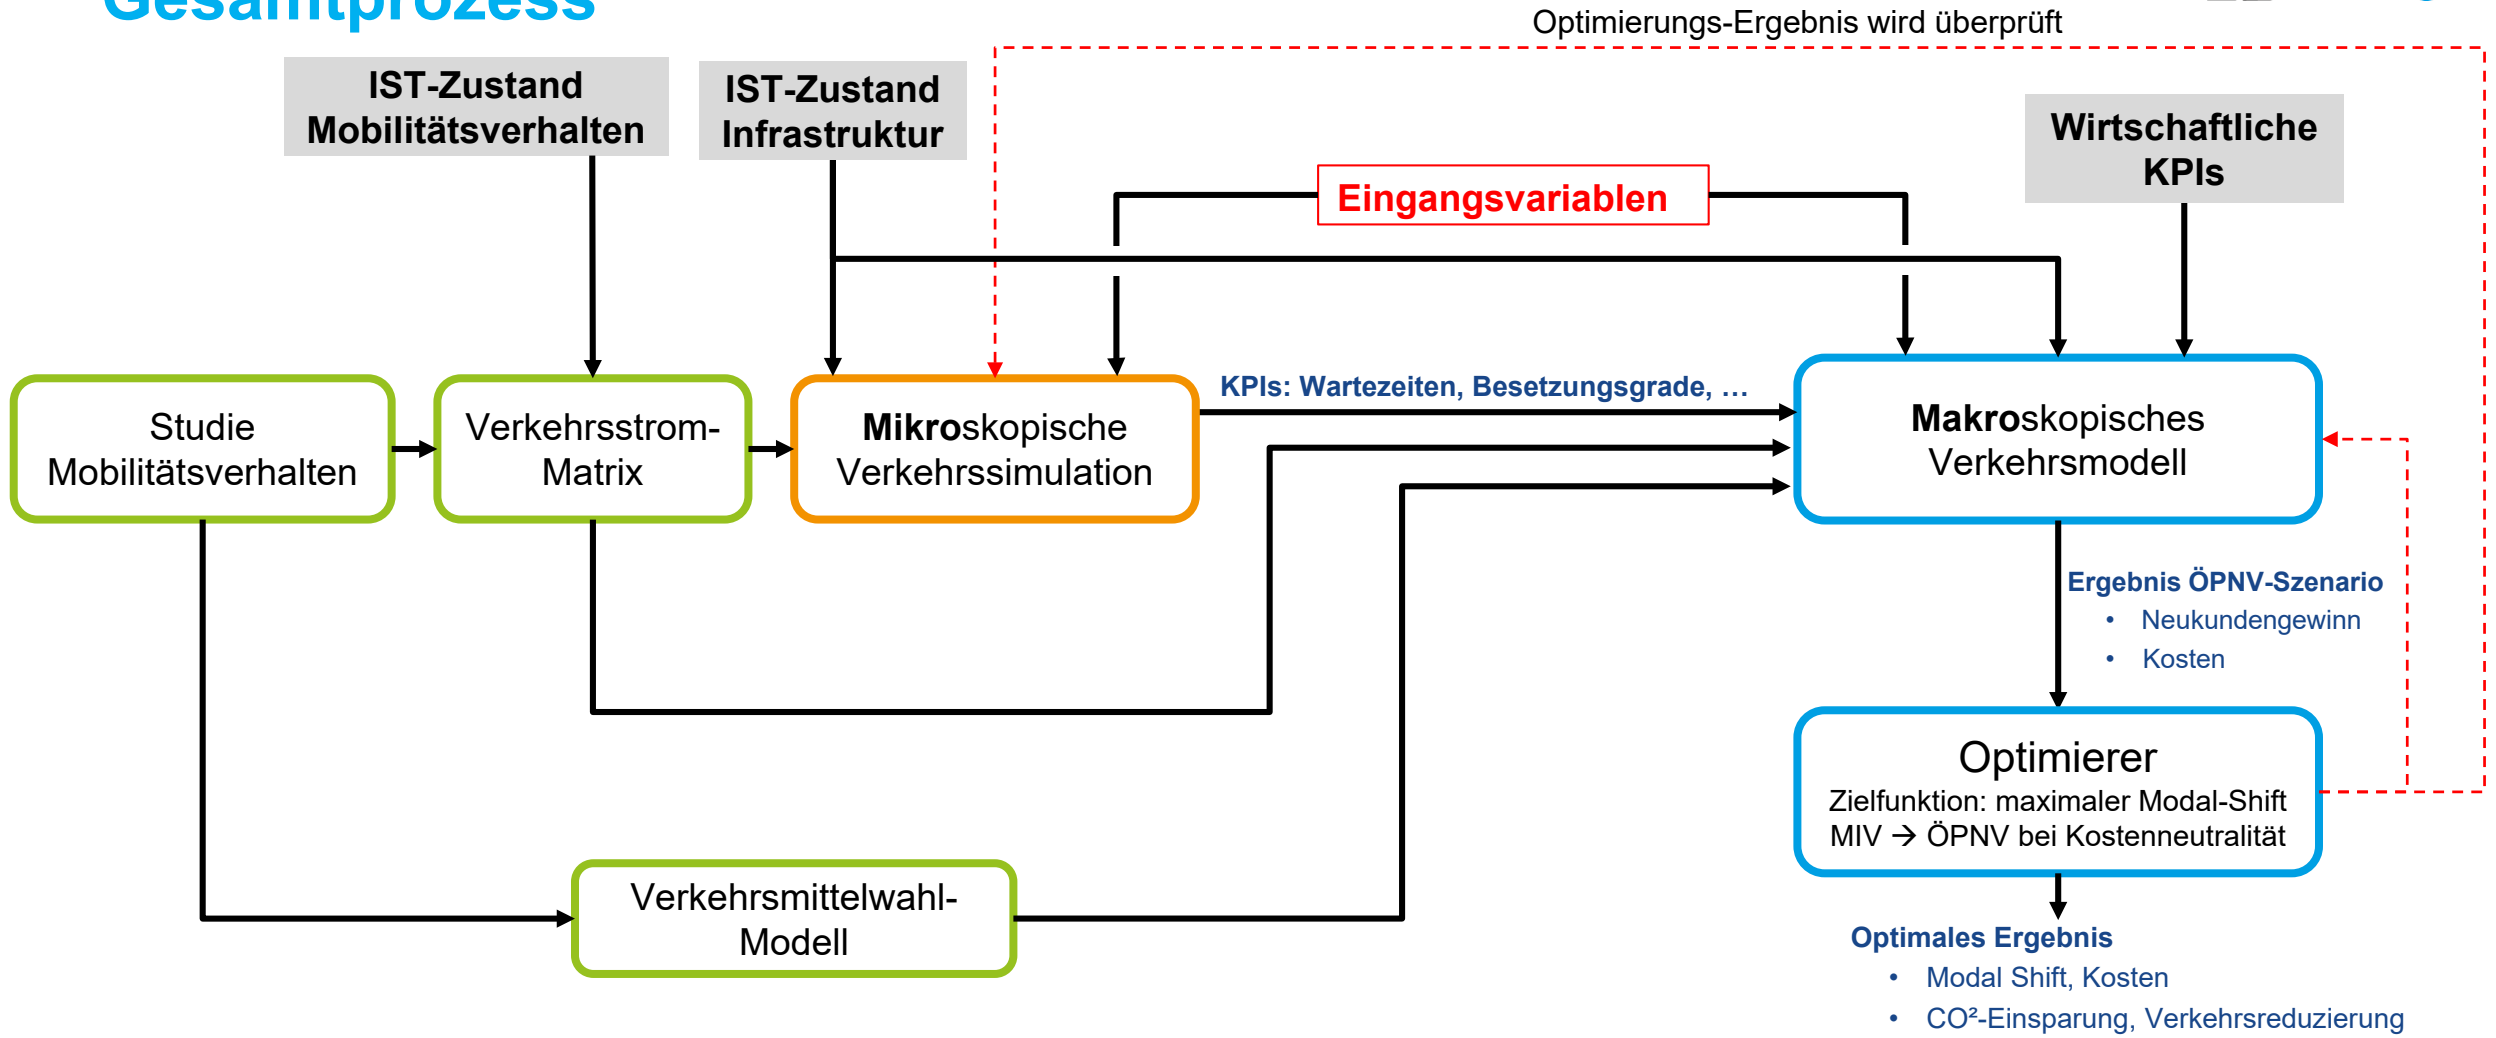 Gesamtprozess
Optimierungs-Ergebnis wird überprüft
IST-Zustand
Mobilitätsverhalten
IST-Zustand
Infrastruktur
Wirtschaftliche
KPIs
Eingangsvariablen
Studie
Mobilitätsverhalten
Verkehrsstrom-
Matrix
Mikroskopische
Verkehrssimulation
KPIs: Wartezeiten, Besetzungsgrade, …
Makroskopisches
Verkehrsmodell
Ergebnis ÖPNV-Szenario
• Neukundengewinn
• Kosten
Optimierer
Zielfunktion: maximaler Modal-Shift
MIV → ÖPNV bei Kostenneutralität
Verkehrsmittelwahl-
Modell
Optimales Ergebnis
• Modal Shift, Kosten
• CO²-Einsparung, Verkehrsreduzierung